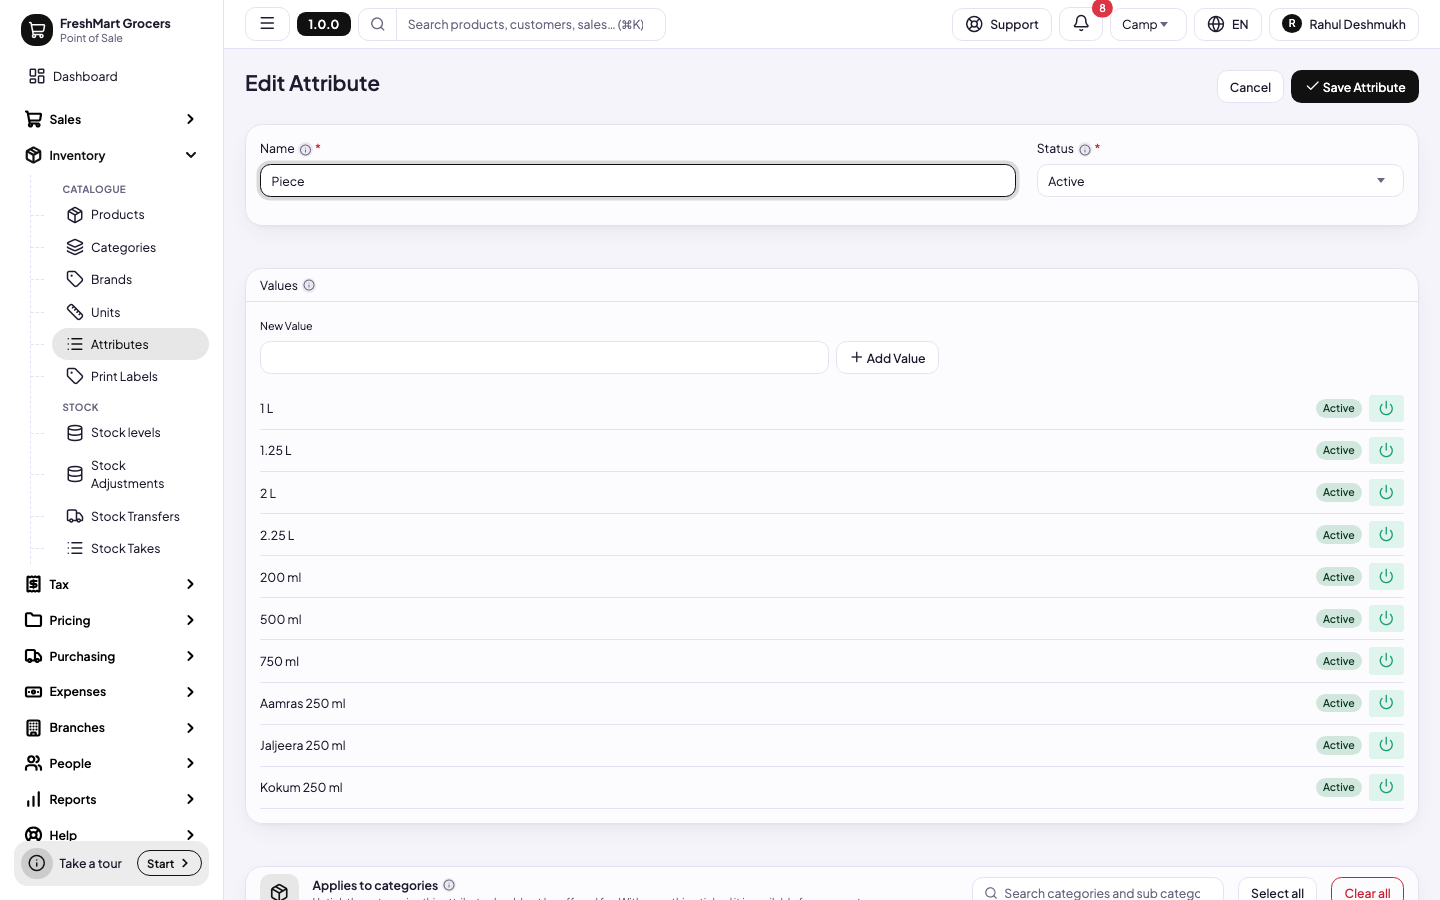 FreshMart Grocers
Point of Sale
1.0.0
Search products, customers, sales... (⌘K)
Support
8
Camp
EN
R
Rahul Deshmukh
Dashboard
Sales
Inventory
CATALOGUE
Products
Categories
Brands
Units
Attributes
Print Labels
STOCK
Stock levels
Stock
Adjustments
Stock Transfers
Stock Takes
Tax
Pricing
Purchasing
Expenses
Branches
People
Reports
Help
Take a tour
Start
Edit Attribute
Cancel
Save Attribute
Name *
Status *
Piece
Active
Values
New Value
Add Value
1 L Active
1.25 L Active
2 L Active
2.25 L Active
200 ml Active
500 ml Active
750 ml Active
Aamras 250 ml Active
Jaljeera 250 ml Active
Kokum 250 ml Active
Applies to categories
Search categories and sub categc
Select all
Clear all